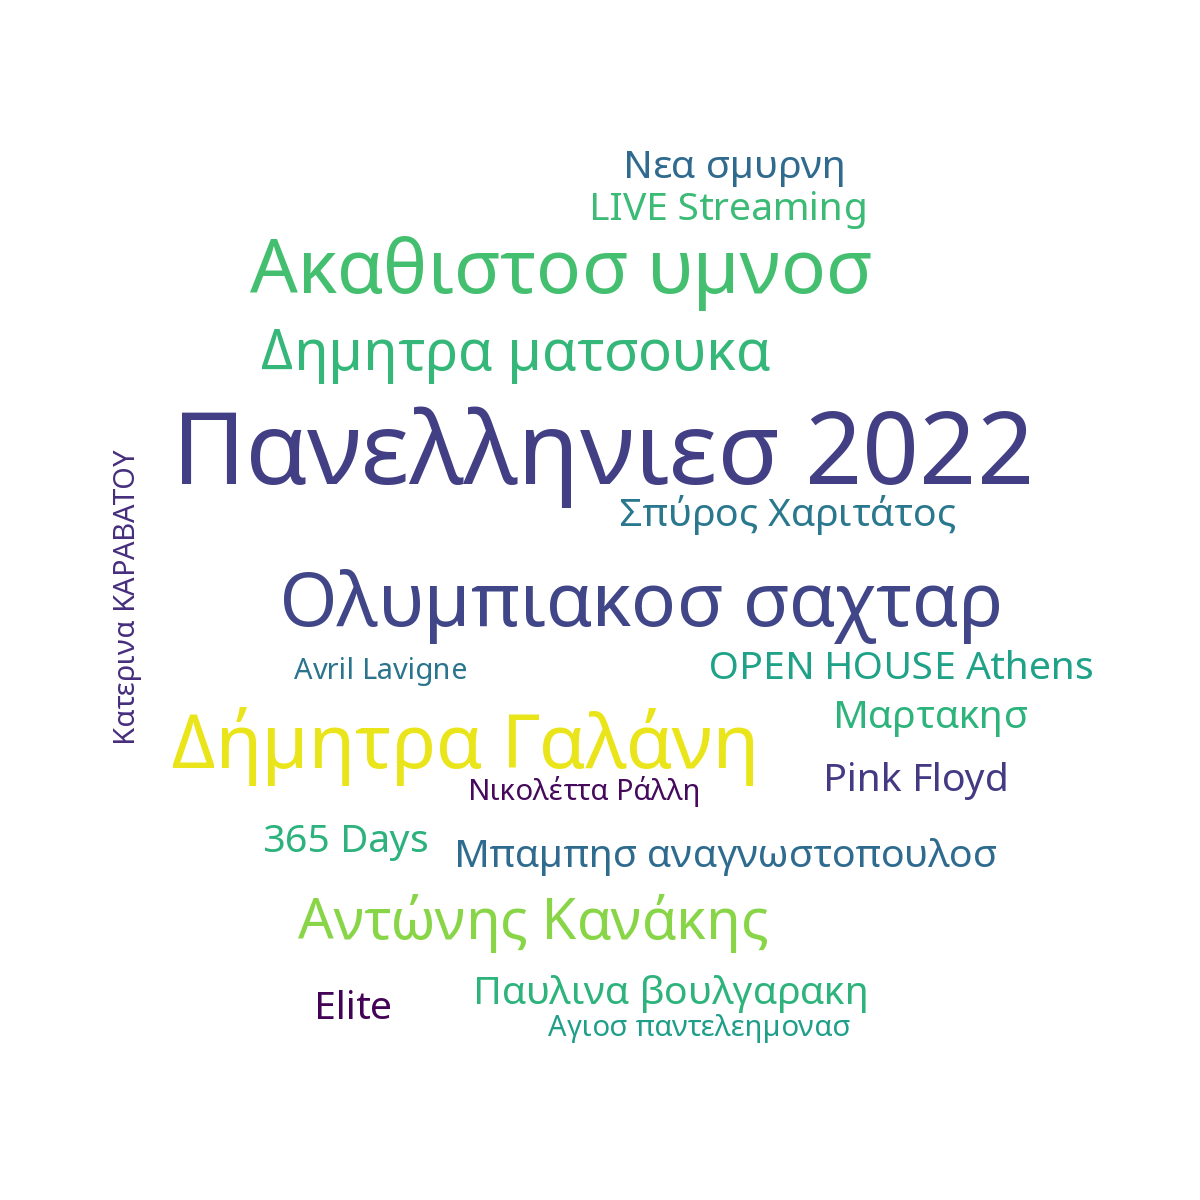 Νεα σμυρνη
LIVE Streaming
Ακαθιστοσ υμνοσ
Δημητρα ματσουκα
Πανελληνιεσ 2022
Σπύρος Χαριτάτος
Κατερινα ΚΑΡΑΒΑΤΟΥ
Ολυμπιακοσ σαχταρ
Avril Lavigne
OPEN HOUSE Athens
Μαρτακησ
Δήμητρα Γαλάνη
Pink Floyd
Νικολέττα Ράλλη
365 Days
Μπαμπησ αναγνωστοπουλοσ
Αντώνης Κανάκης
Elite
Παυλινα βουλγαρακη
Αγιοσ παντελεημονασ